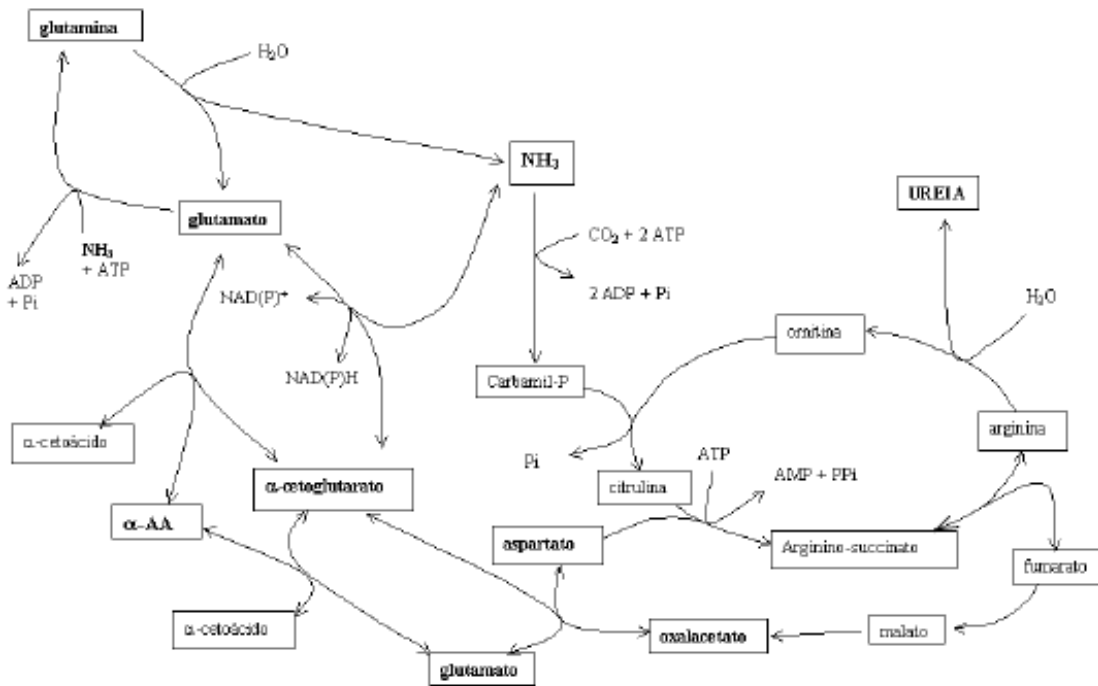 glutamina
H₂O
NH₃
UREIA
glutamato
CO₂ + 2 ATP
NH₃
+ ATP
ADP
+ Pi
2 ADP + Pi
NAD(P)⁺
H₂O
ornitina
NAD(P)H
Carbamil-P
α-cetoácido
arginina
Pi
ATP
AMP + PPi
α-cetoglutarato
citrulina
α-AA
aspartato
Arginino-succinato
fumarato
α-cetoácido
oxalacetato
malato
glutamato